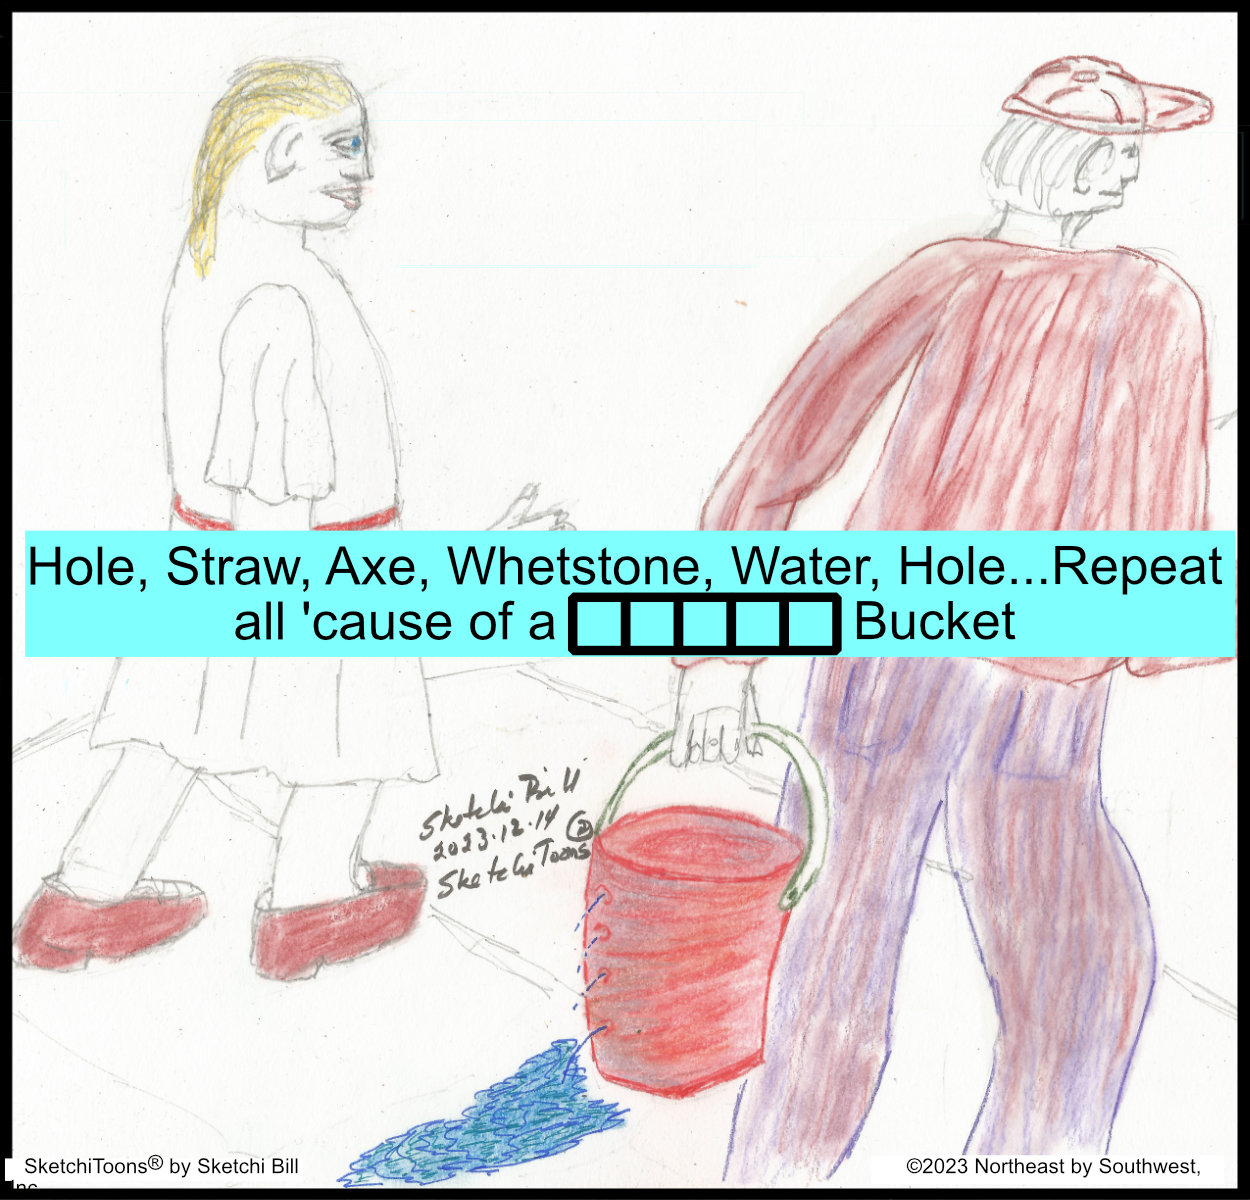 Hole, Straw, Axe, Whetstone, Water, Hole...Repeat
all 'cause of a Bucket
Sketchi Bill
2023.12.14
SketchiToons
SketchiToons® by Sketchi Bill
©2023 Northeast by Southwest,
Inc